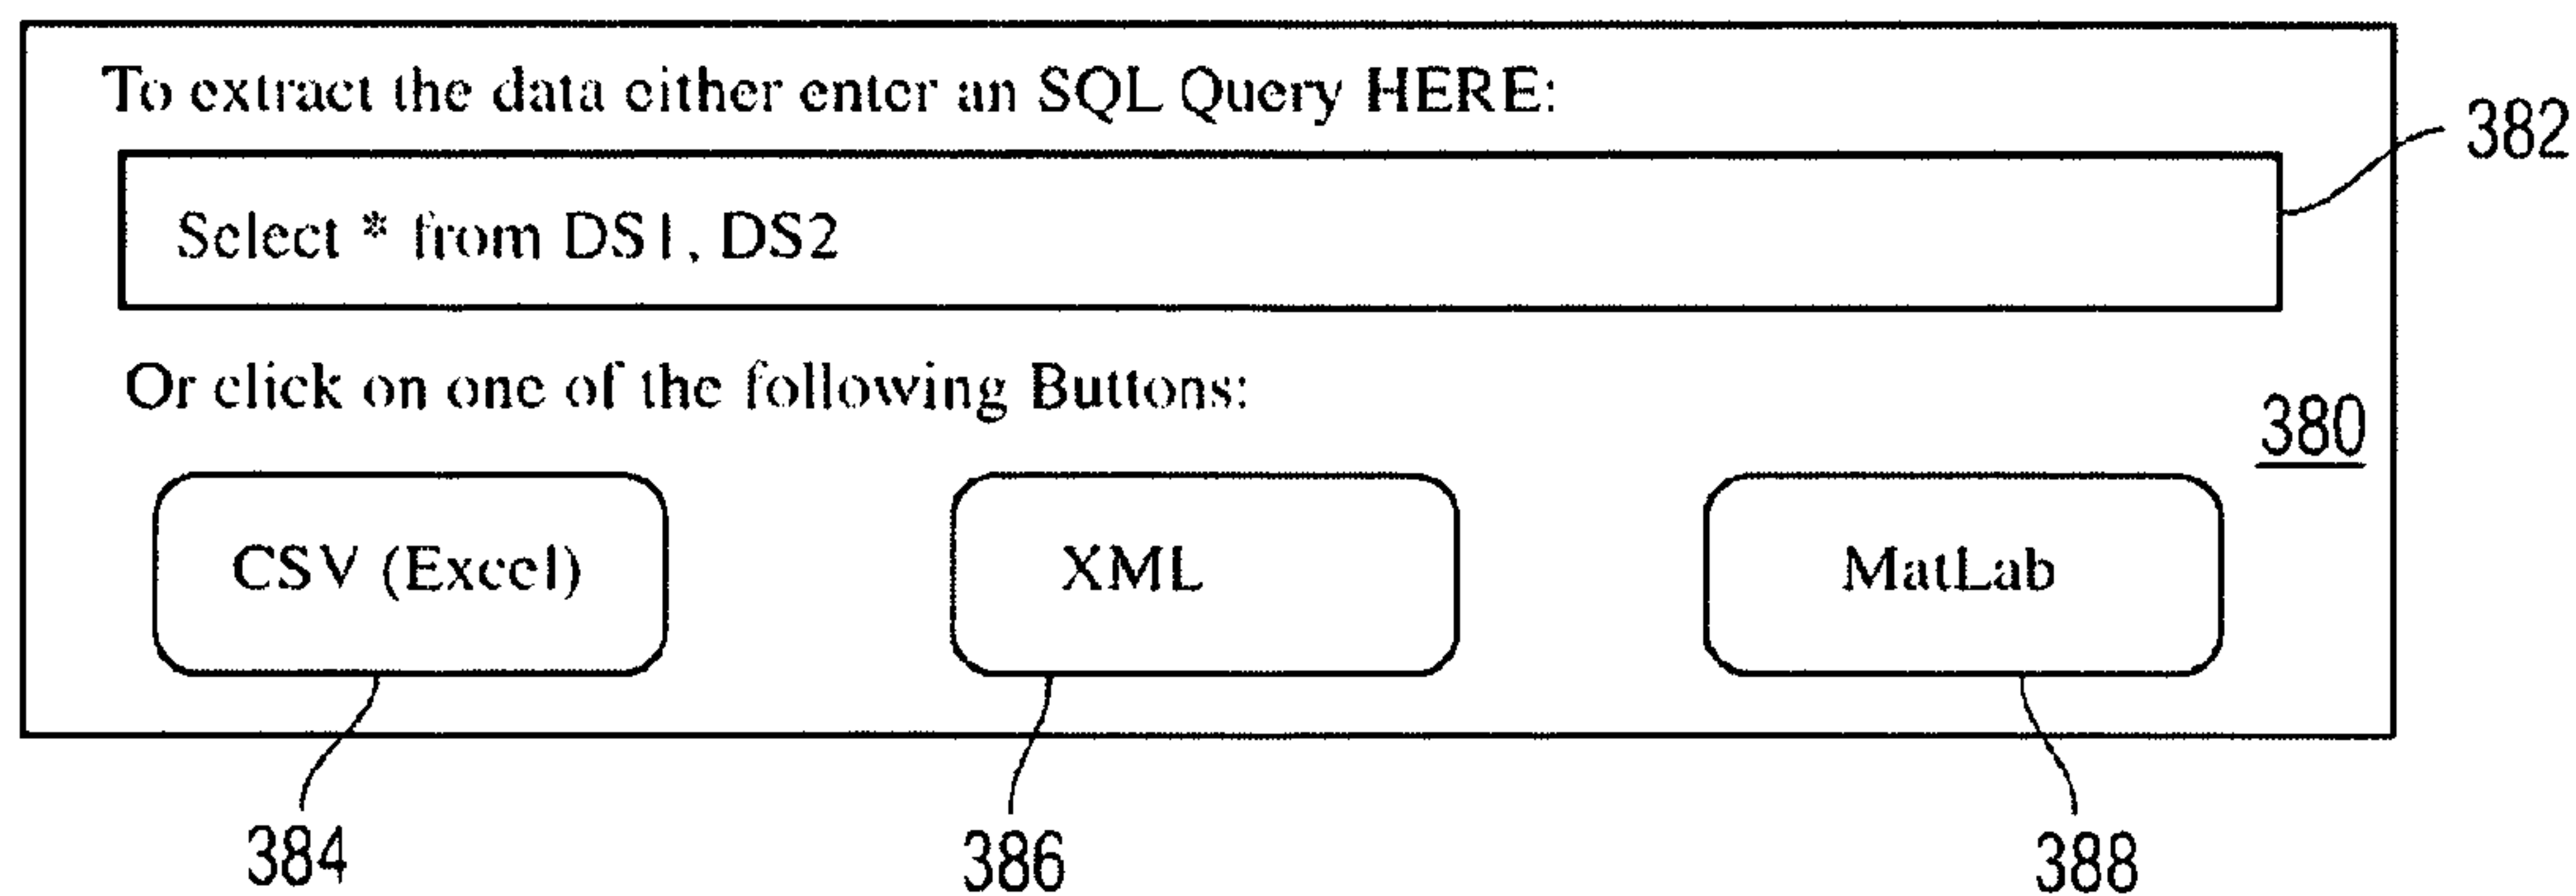 To extract the data either enter an SQL Query HERE:
382
Select * from DS1, DS2
Or click on one of the following Buttons:
380
CSV (Excel)
XML
MatLab
384
386
388